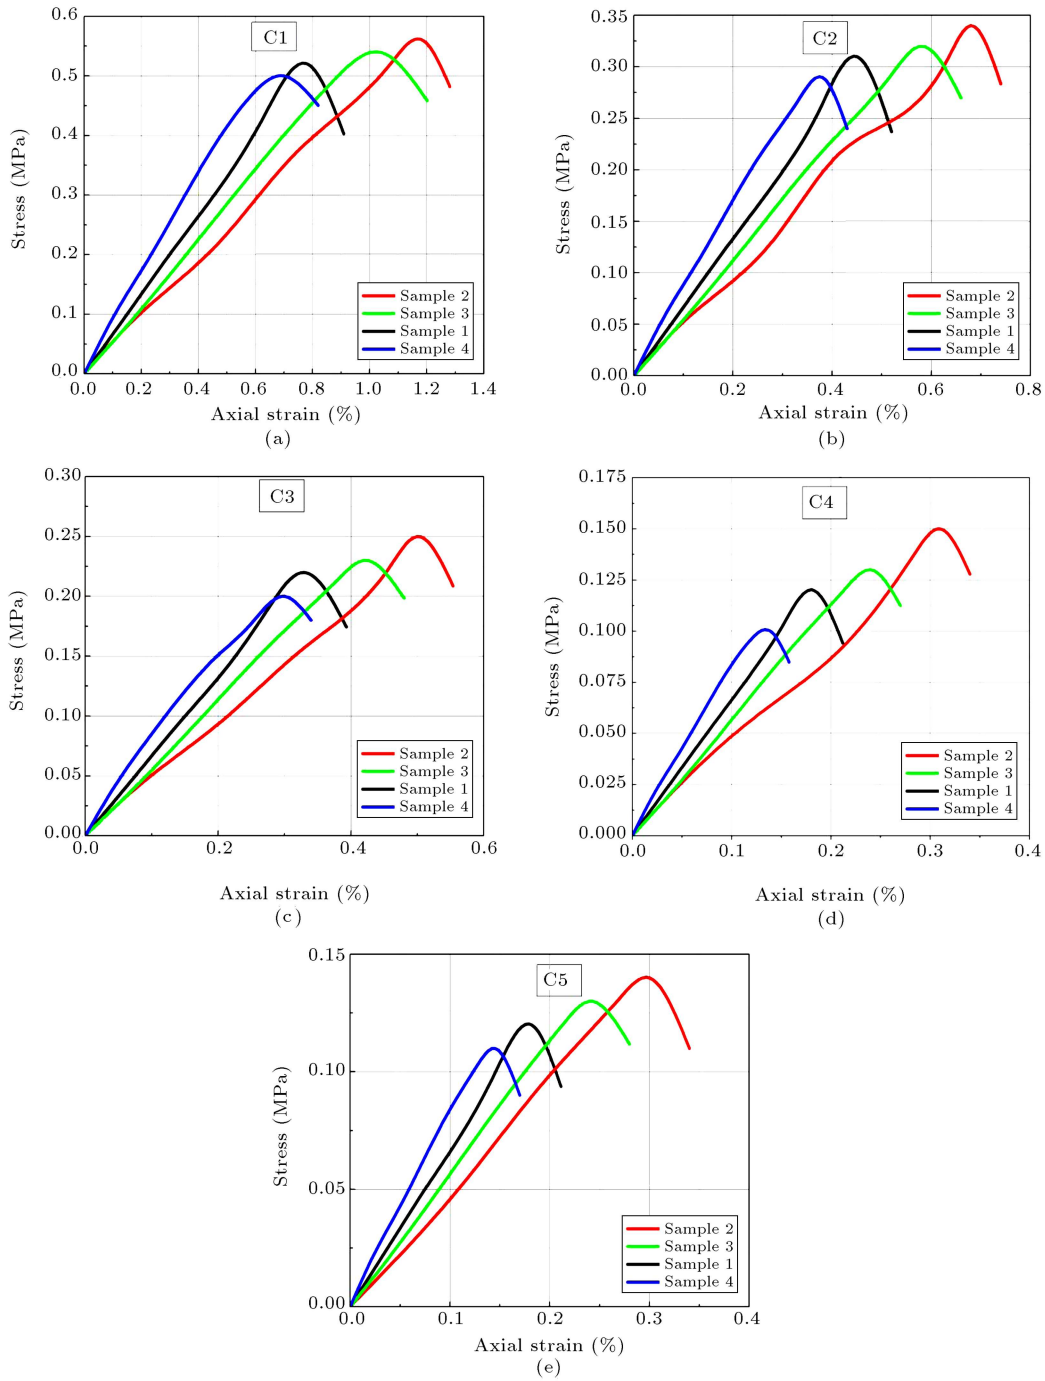 C1
Stress (MPa)
0.6
0.5
0.4
0.3
0.2
0.1
0.0
Sample 2
Sample 3
Sample 1
Sample 4
0.0 0.2 0.4 0.6 0.8 1.0 1.2 1.4
Axial strain (%)
(a)
C2
Stress (MPa)
0.35
0.30
0.25
0.20
0.15
0.10
0.05
0.00
Sample 2
Sample 3
Sample 1
Sample 4
0.0 0.2 0.4 0.6 0.8
Axial strain (%)
(b)
C3
Stress (MPa)
0.30
0.25
0.20
0.15
0.10
0.05
0.00
Sample 2
Sample 3
Sample 1
Sample 4
0.0 0.2 0.4 0.6
Axial strain (%)
(c)
C4
Stress (MPa)
0.175
0.150
0.125
0.100
0.075
0.050
0.025
0.000
Sample 2
Sample 3
Sample 1
Sample 4
0.0 0.1 0.2 0.3 0.4
Axial strain (%)
(d)
C5
Stress (MPa)
0.15
0.10
0.05
0.00
Sample 2
Sample 3
Sample 1
Sample 4
0.0 0.1 0.2 0.3 0.4
Axial strain (%)
(e)